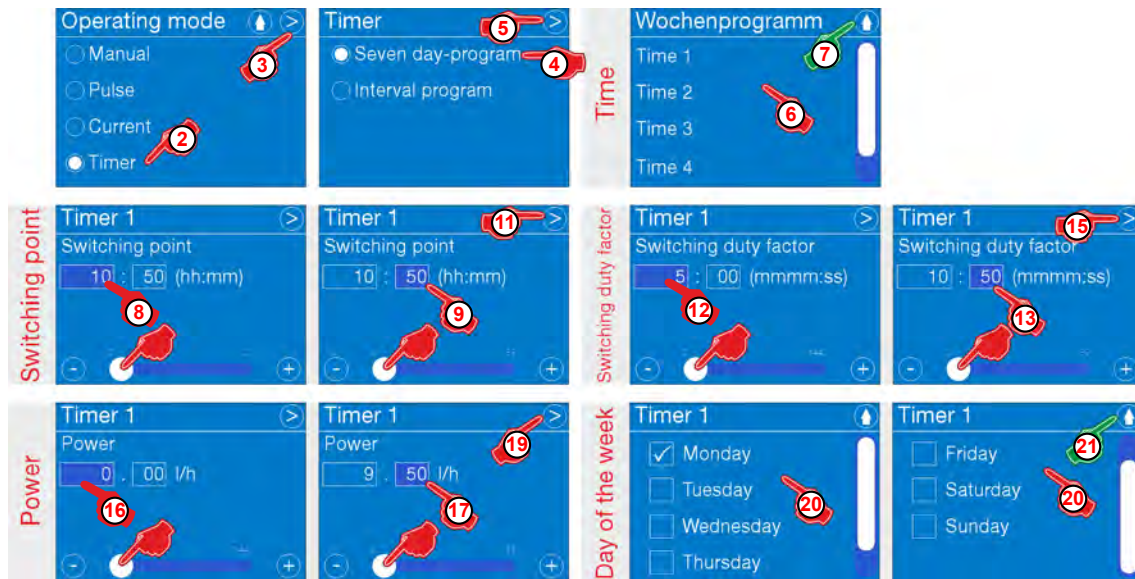 Operating mode
Manual
Pulse
Current
Timer
2
3
Timer
Seven day-program
Interval program
5
4
Time
Wochenprogramm
Time 1
Time 2
Time 3
Time 4
7
6
Switching point
Timer 1
Switching point
10 : 50 (hh:mm)
8
- +
Timer 1
Switching point
10 : 50 (hh:mm)
11
9
- +
Switching duty factor
Timer 1
Switching duty factor
5 : 00 (mmmm:ss)
12
- +
Timer 1
Switching duty factor
10 : 50 (mmmm:ss)
15
13
- +
Power
Timer 1
Power
0 . 00 l/h
16
- +
Timer 1
Power
9 . 50 l/h
19
17
- +
Day of the week
Timer 1
Monday
Tuesday
Wednesday
Thursday
20
Timer 1
Friday
Saturday
Sunday
21
20